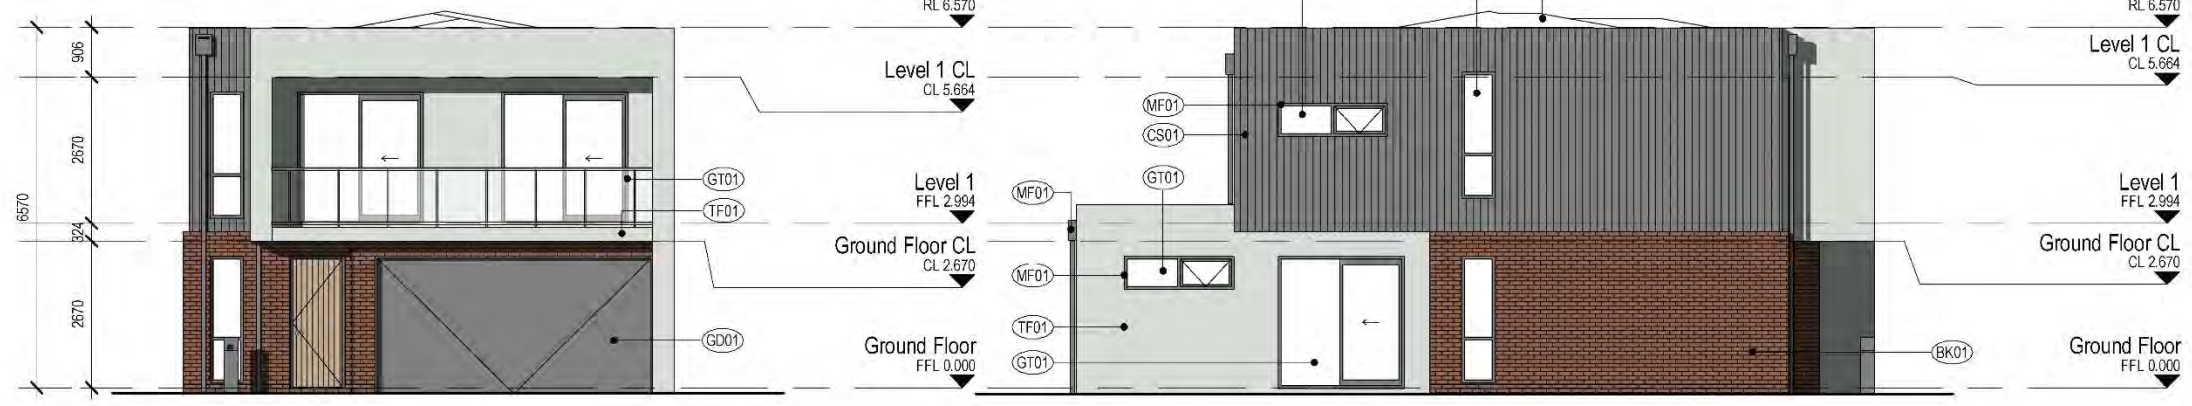 RL 6.570
Level 1 CL
CL 5.664
Level 1
FFL 2.994
Ground Floor CL
CL 2.670
Ground Floor
FFL 0.000
906
2670
324
2670
6570
GT01
TF01
GD01
MF01
CS01
GT01
MF01
MF01
TF01
GT01
BK01
RL 6.570
Level 1 CL
CL 5.664
Level 1
FFL 2.994
Ground Floor CL
CL 2.670
Ground Floor
FFL 0.000